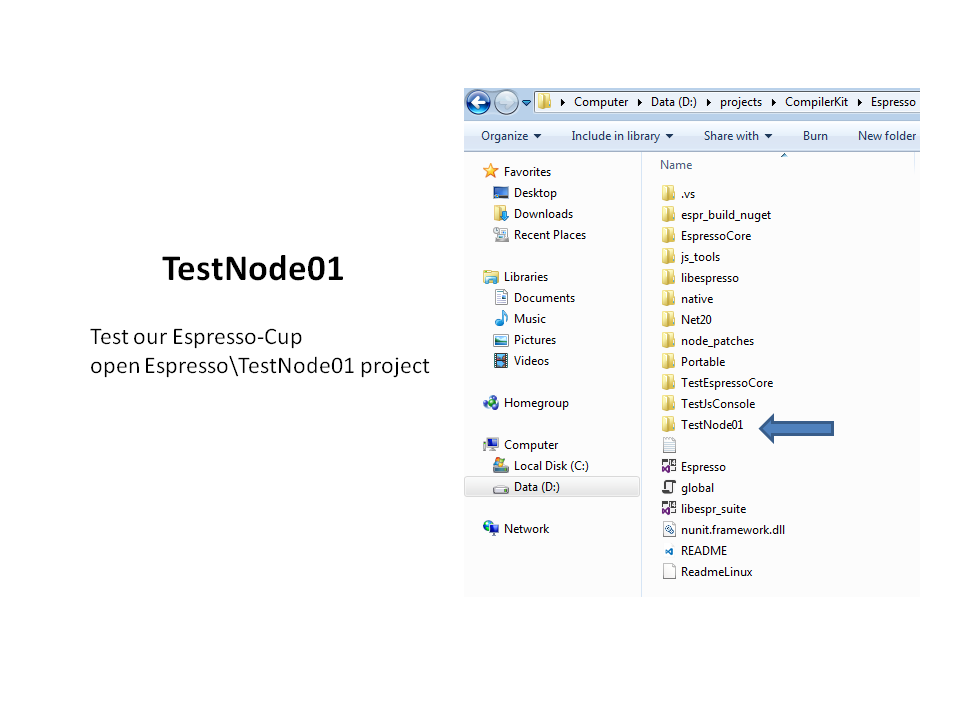 TestNode01
Test our Espresso-Cup
open Espresso\TestNode01 project
Computer Data (D:) projects CompilerKit Espresso
Organize Include in library Share with Burn New folder
Favorites
Desktop
Downloads
Recent Places
Libraries
Documents
Music
Pictures
Videos
Homegroup
Computer
Local Disk (C:)
Data (D:)
Network
Name
.vs
espr_build_nuget
EspressoCore
js_tools
libespresso
native
Net20
node_patches
Portable
TestEspressoCore
TestJsConsole
TestNode01
Espresso
global
libespr_suite
nunit.framework.dll
README
ReadmeLinux